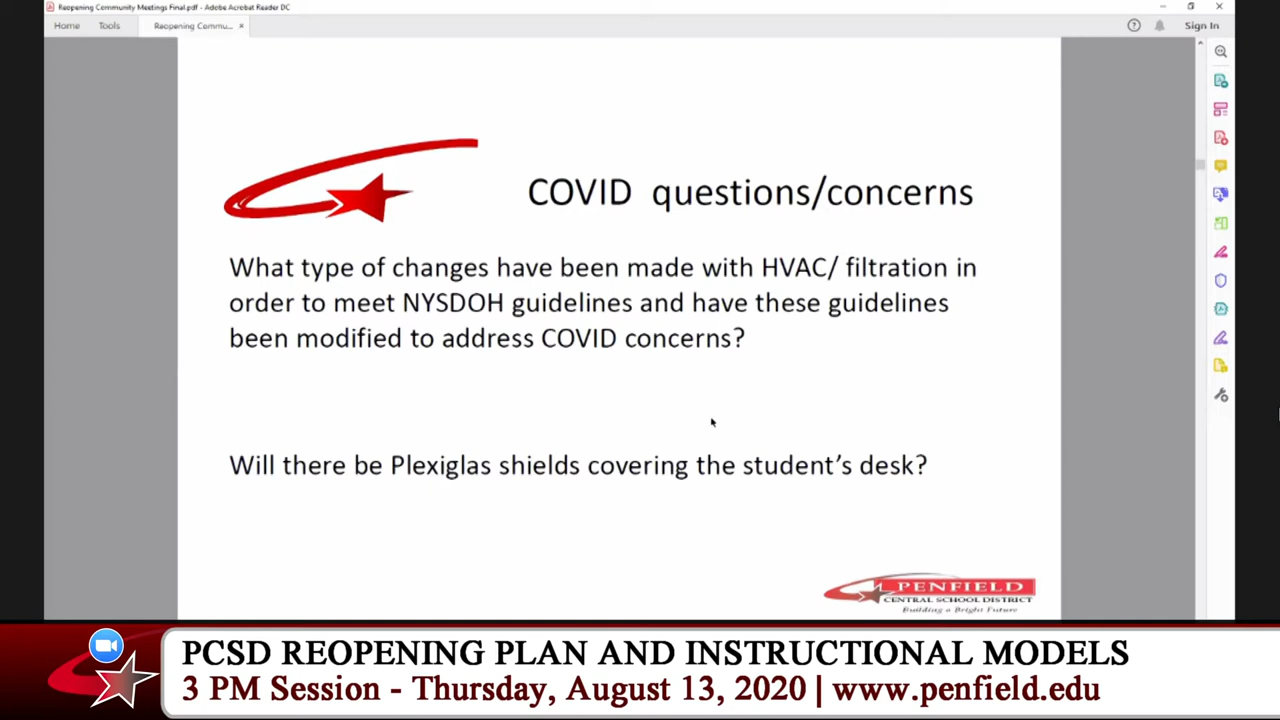 Reopening Community Meetings Final.pdf - Adobe Acrobat Reader DC
Home Tools Reopening Commu... × Sign In
COVID questions/concerns
What type of changes have been made with HVAC/ filtration in
order to meet NYSDOH guidelines and have these guidelines
been modified to address COVID concerns?
Will there be Plexiglas shields covering the student’s desk?
PENFIELD
CENTRAL SCHOOL DISTRICT
Building a Bright Future
PCSD REOPENING PLAN AND INSTRUCTIONAL MODELS
3 PM Session - Thursday, August 13, 2020 | www.penfield.edu